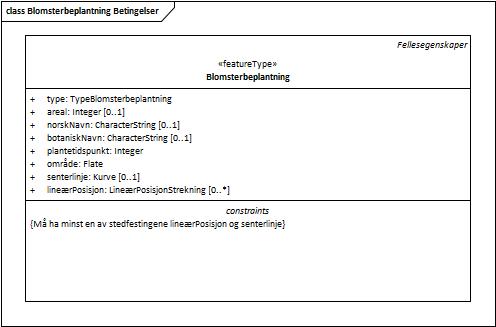 class Blomsterbeplantning Betingelser
Fellesegenskaper
«featureType»
Blomsterbeplantning
+ type: TypeBlomsterbeplantning
+ areal: Integer [0..1]
+ norskNavn: CharacterString [0..1]
+ botaniskNavn: CharacterString [0..1]
+ plantetidspunkt: Integer
+ område: Flate
+ senterlinje: Kurve [0..1]
+ lineærPosisjon: LineærPosisjonStrekning [0..*]
constraints
{Må ha minst en av stedfestingene lineærPosisjon og senterlinje}